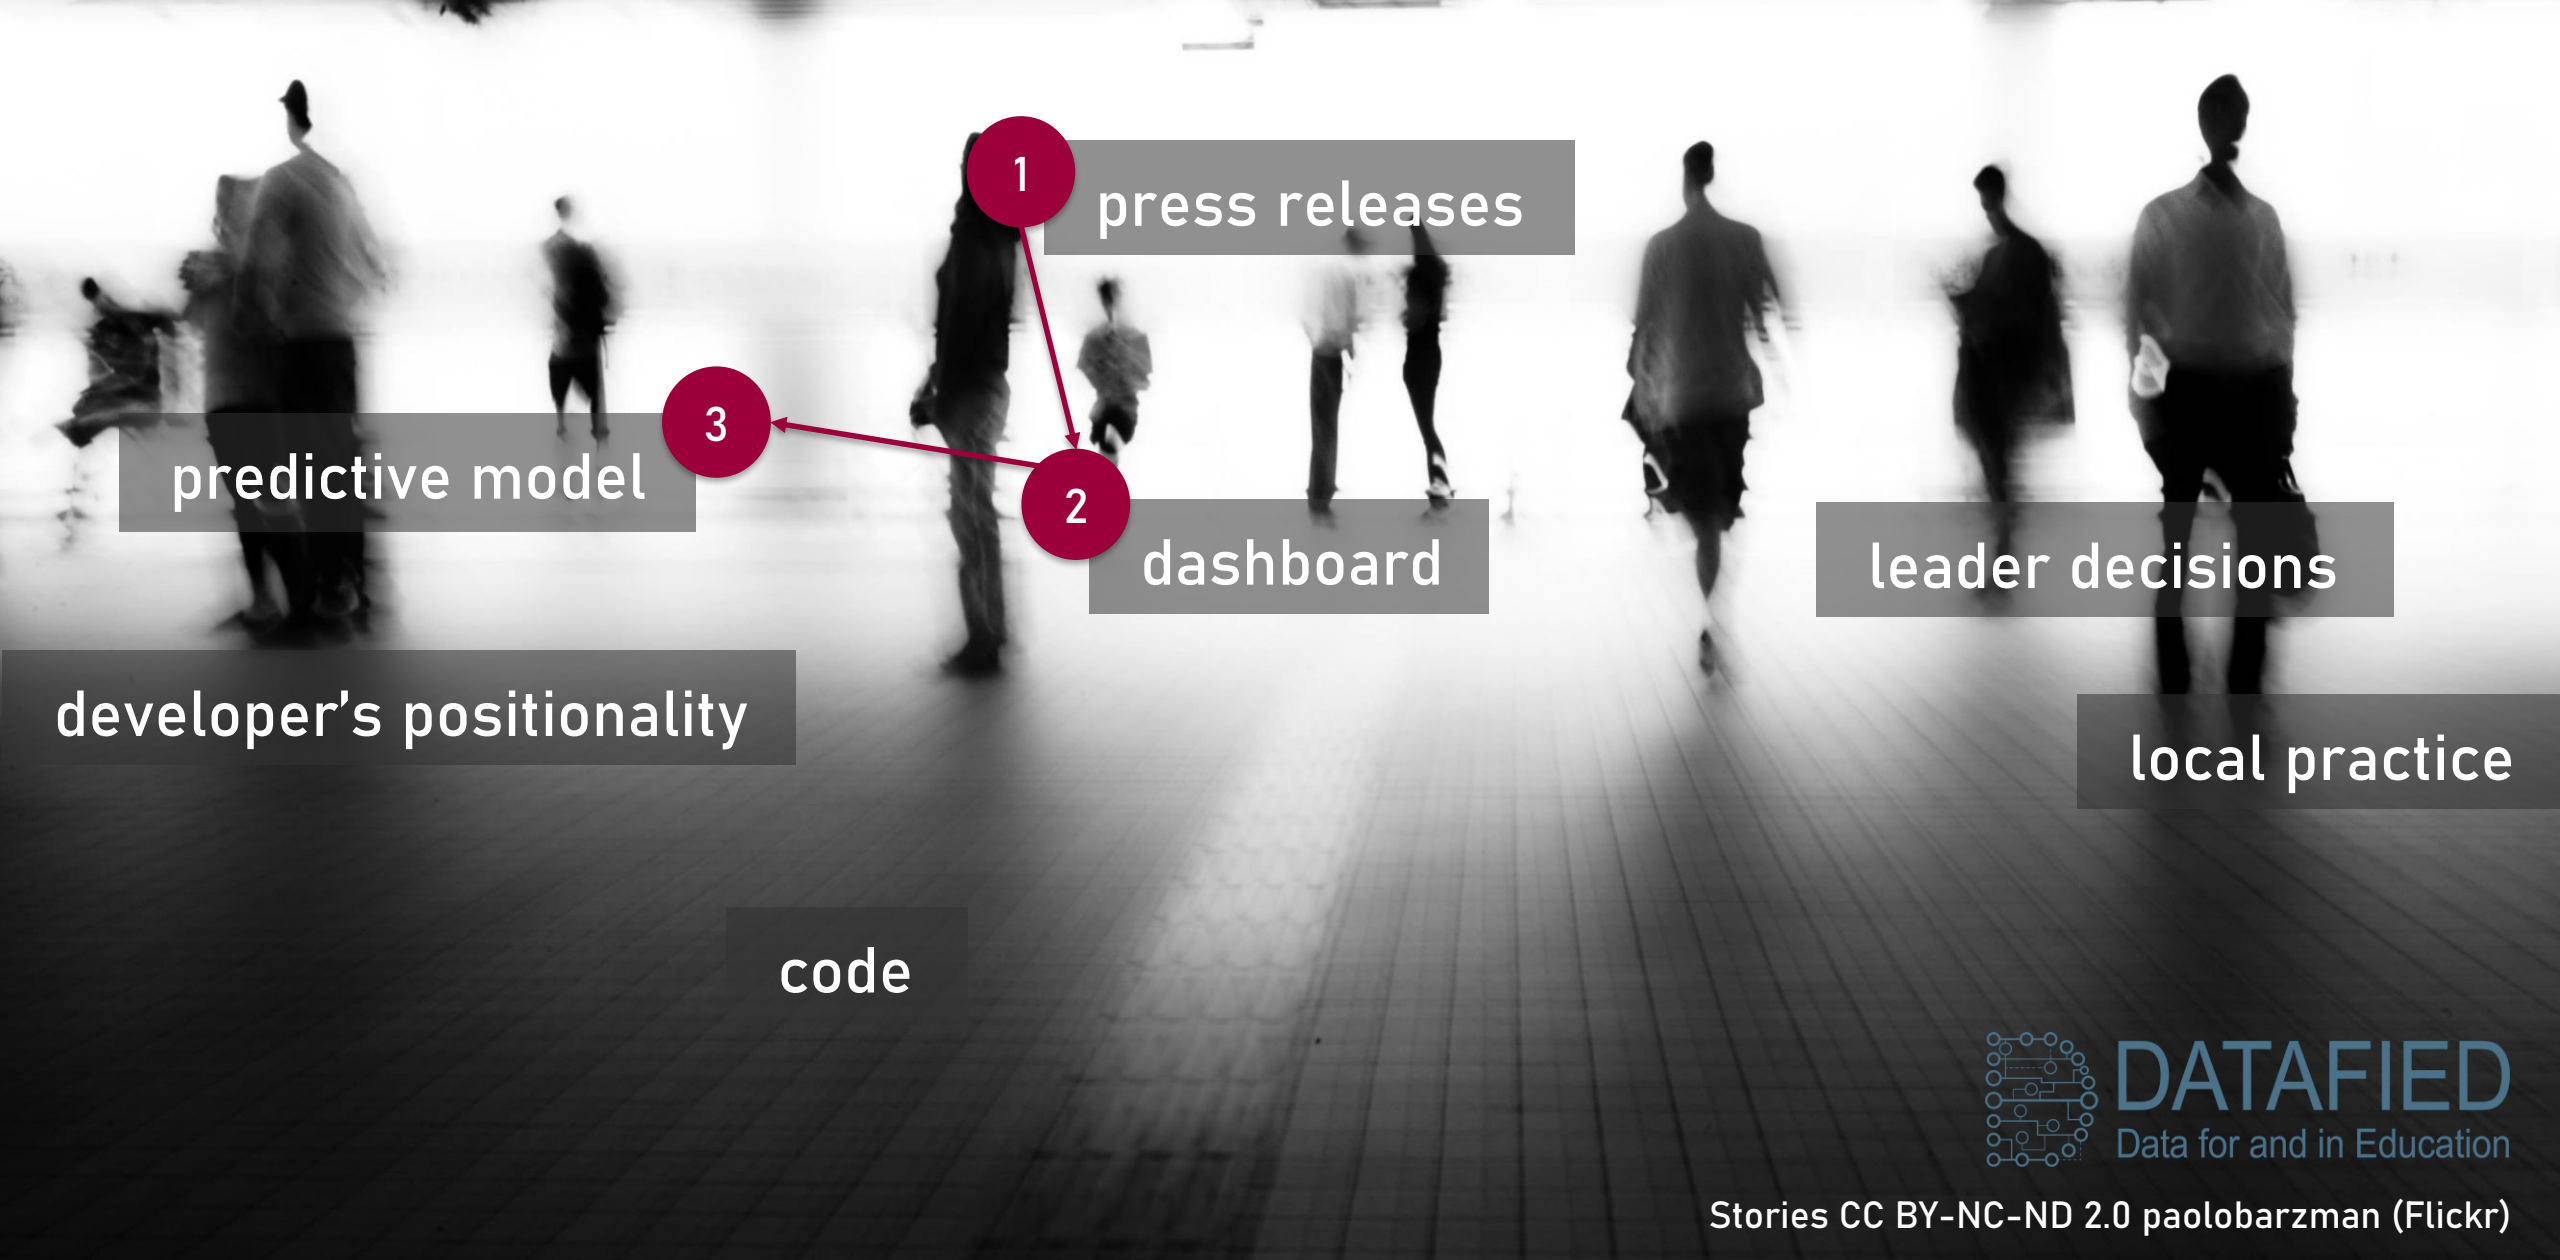 1
press releases
3
predictive model
2
dashboard
leader decisions
developer’s positionality
local practice
code
DATAFIED
Data for and in Education
Stories CC BY-NC-ND 2.0 paolobarzman (Flickr)